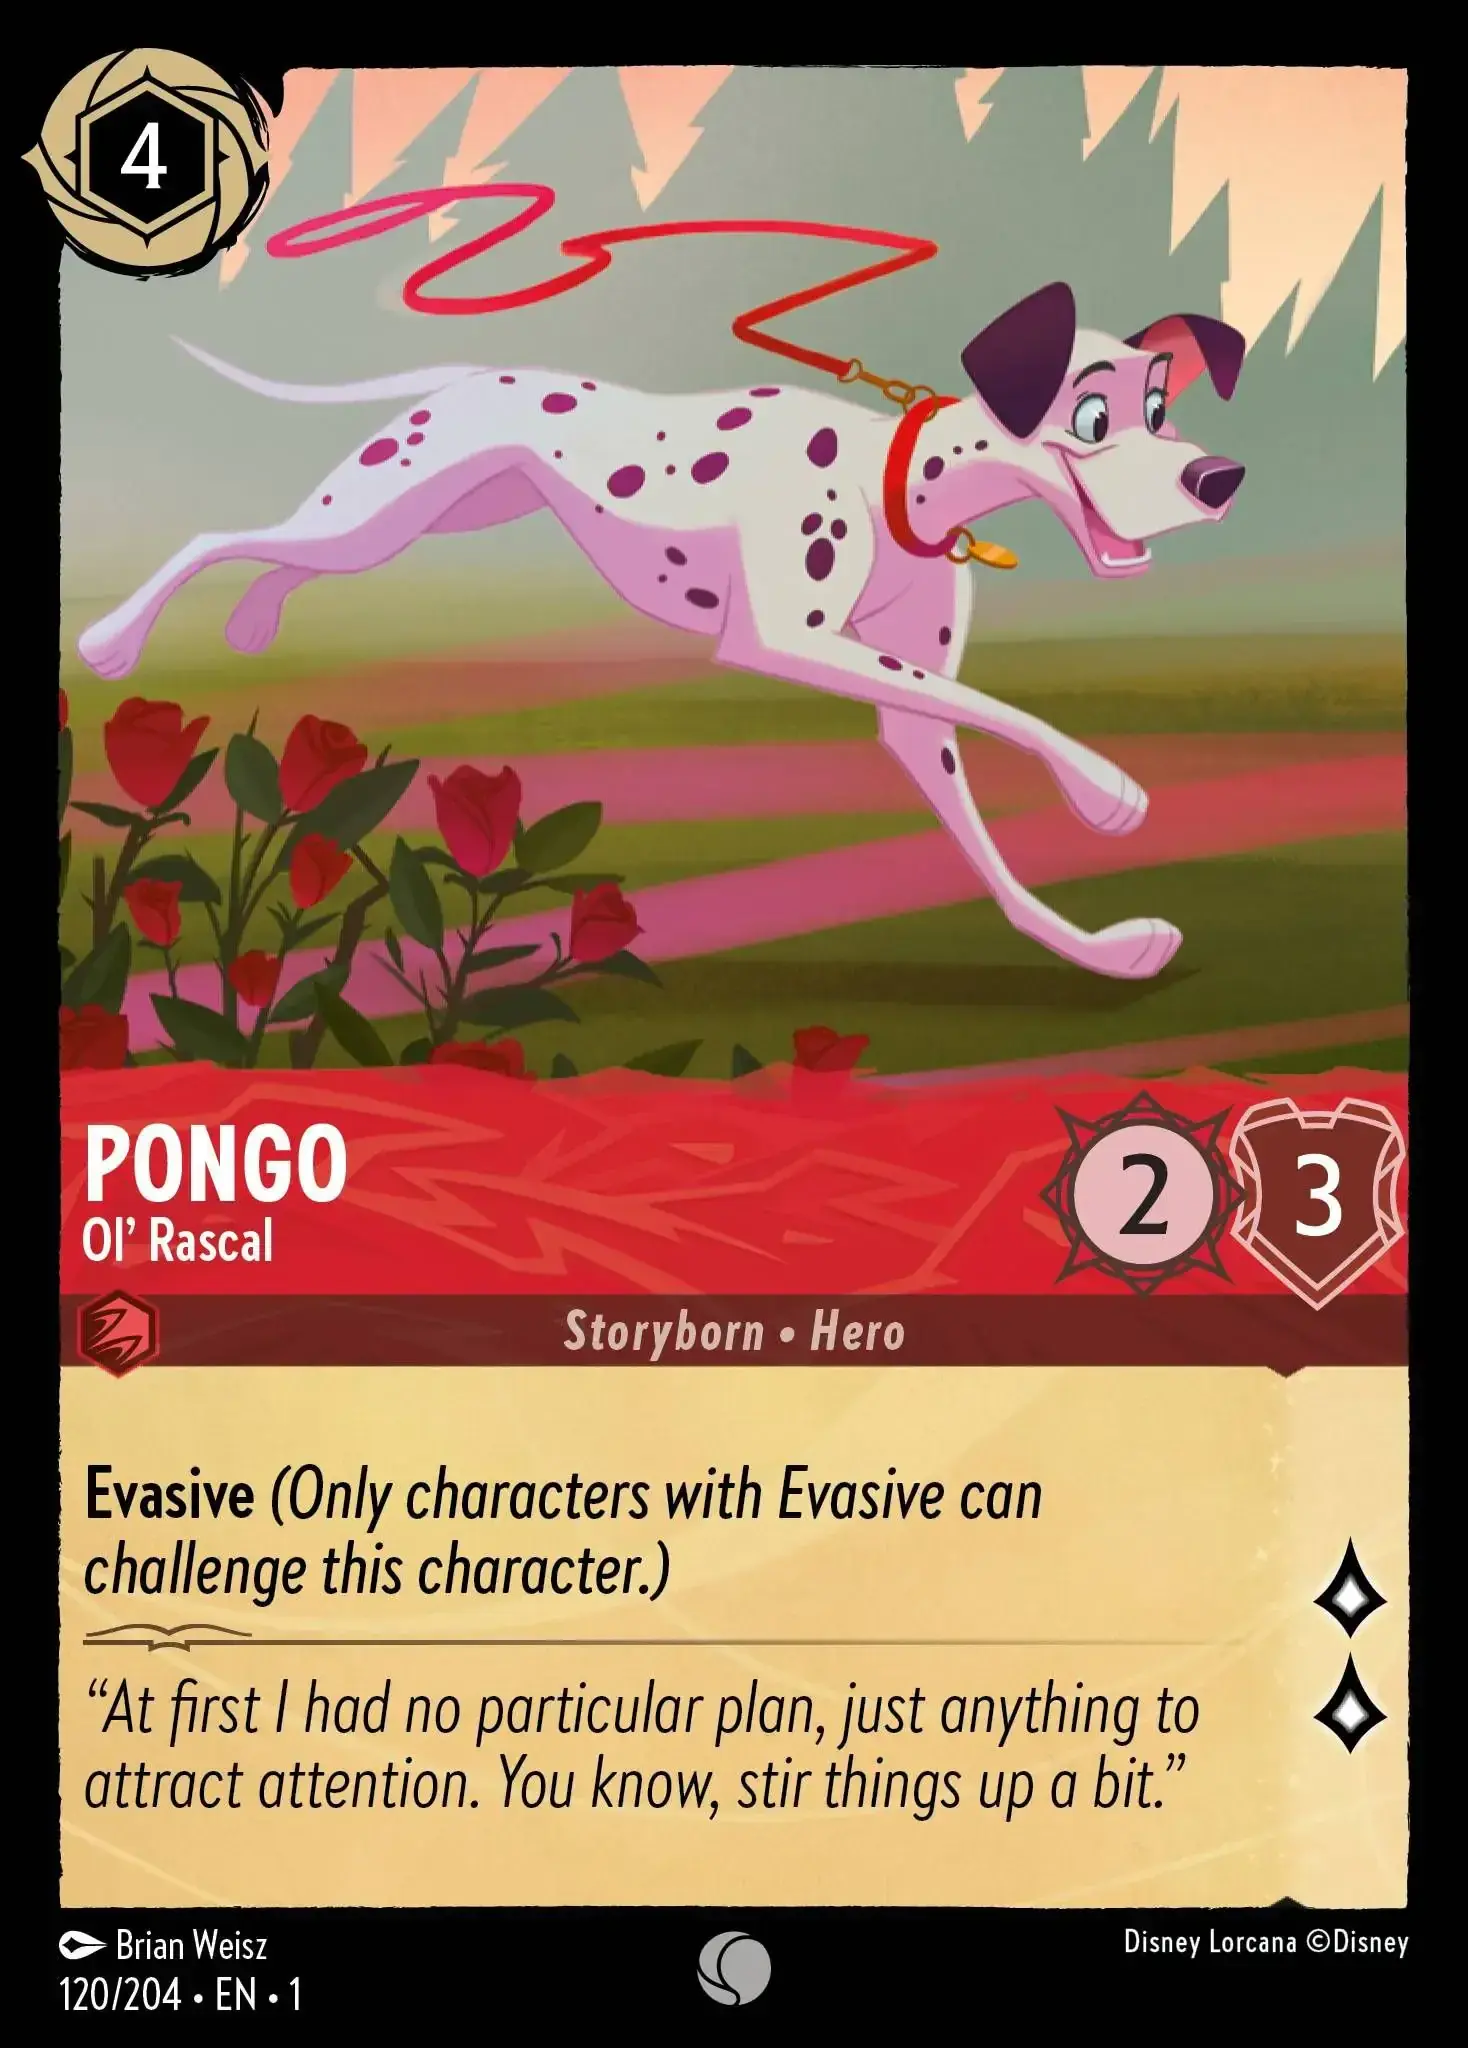 4
PONGO
Ol’ Rascal
2
3
Storyborn • Hero
Evasive (Only characters with Evasive can
challenge this character.)
“At first I had no particular plan, just anything to
attract attention. You know, stir things up a bit.”
Brian Weisz
120/204 • EN • 1
Disney Lorcana ©Disney